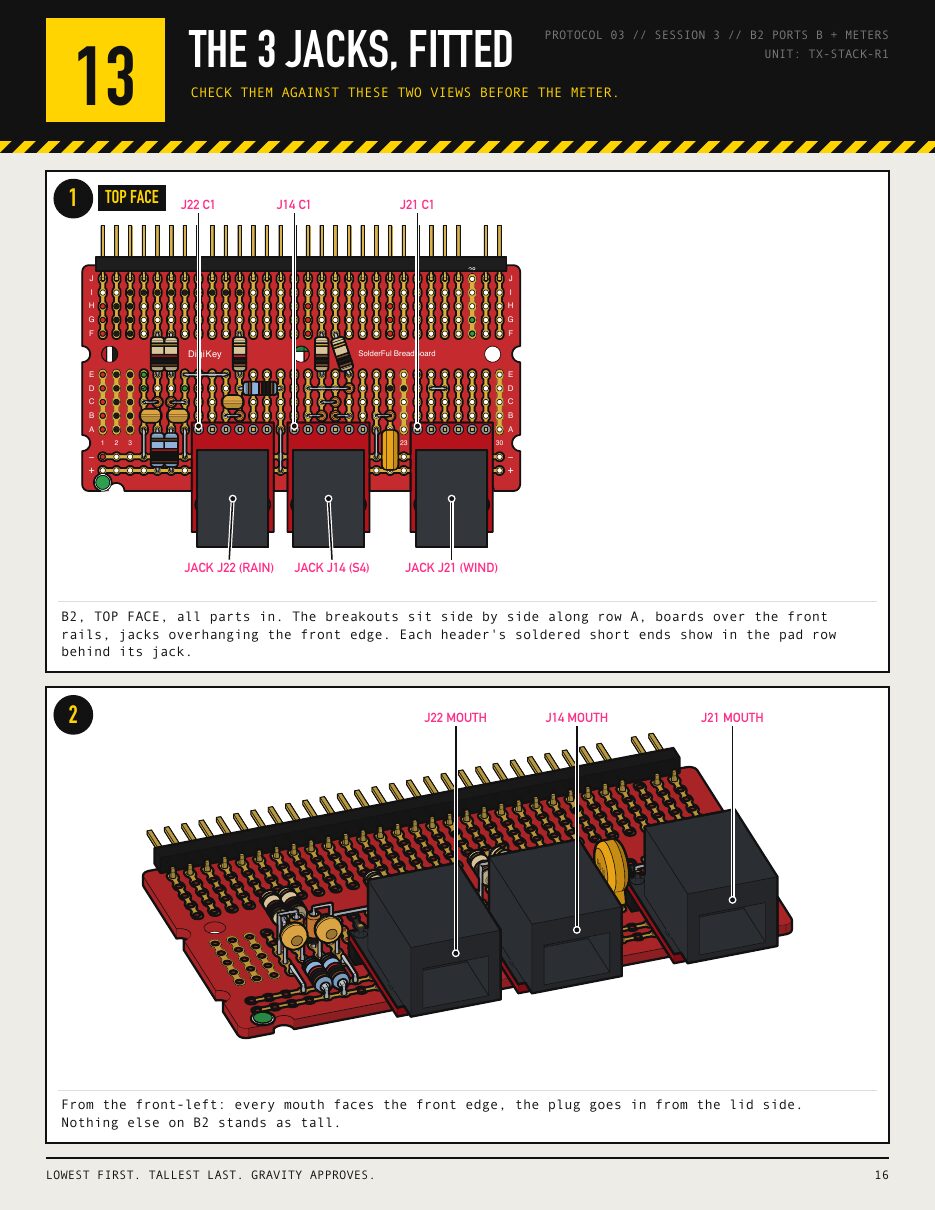 13
THE 3 JACKS, FITTED
PROTOCOL 03 // SESSION 3 // B2 PORTS B + METERS
UNIT: TX-STACK-R1
CHECK THEM AGAINST THESE TWO VIEWS BEFORE THE METER.
1
TOP FACE
J22 C1
J14 C1
J21 C1
J J
I I
H H
G G
F F
DigiKey
SolderFul Breadboard
E E
D D
C C
B B
A A
1 2 3 23 30
– –
+ +
JACK J22 (RAIN)
JACK J14 (S4)
JACK J21 (WIND)
B2, TOP FACE, all parts in. The breakouts sit side by side along row A, boards over the front
rails, jacks overhanging the front edge. Each header's soldered short ends show in the pad row
behind its jack.
2
J22 MOUTH
J14 MOUTH
J21 MOUTH
From the front-left: every mouth faces the front edge, the plug goes in from the lid side.
Nothing else on B2 stands as tall.
LOWEST FIRST. TALLEST LAST. GRAVITY APPROVES.
16